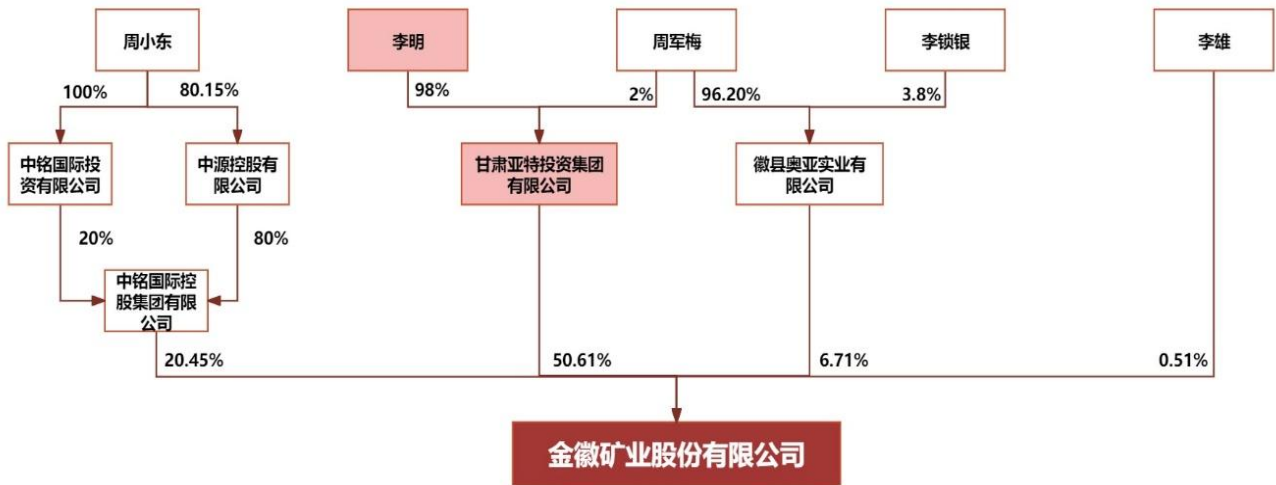 周小东
李明
周军梅
李锁银
李雄
100%
80.15%
98%
2%
96.20%
3.8%
中铭国际投
资有限公司
中源控股有
限公司
甘肃亚特投资集团
有限公司
徽县奥亚实业有
限公司
20%
80%
中铭国际控
股集团有限
公司
20.45%
50.61%
6.71%
0.51%
金徽矿业股份有限公司